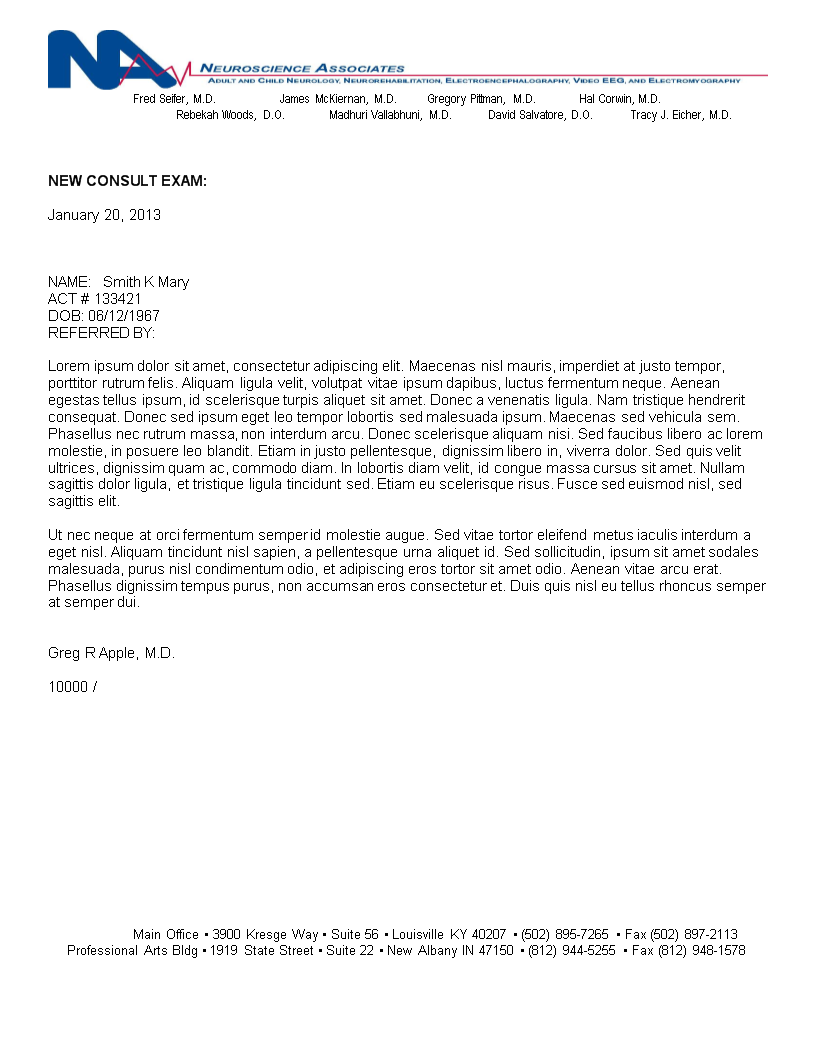 NA NEUROSCIENCE ASSOCIATES
ADULT AND CHILD NEUROLOGY, NEUROREHABILITATION, ELECTROENCEPHALOGRAPHY, VIDEO EEG, AND ELECTROMYOGRAPHY
Fred Seifer, M.D. James McKiernan, M.D. Gregory Pittman, M.D. Hal Corwin, M.D.
Rebekah Woods, D.O. Madhuri Vallabhuni, M.D. David Salvatore, D.O. Tracy J. Eicher, M.D.
NEW CONSULT EXAM:
January 20, 2013
NAME: Smith K Mary
ACT # 133421
DOB: 06/12/1967
REFERRED BY:
Lorem ipsum dolor sit amet, consectetur adipiscing elit. Maecenas nisl mauris, imperdiet at justo tempor,
porttitor rutrum felis. Aliquam ligula velit, volutpat vitae ipsum dapibus, luctus fermentum neque. Aenean
egestas tellus ipsum, id scelerisque turpis aliquet sit amet. Donec a venenatis ligula. Nam tristique hendrerit
consequat. Donec sed ipsum eget leo tempor lobortis sed malesuada ipsum. Maecenas sed vehicula sem.
Phasellus nec rutrum massa, non interdum arcu. Donec scelerisque aliquam nisi. Sed faucibus libero ac lorem
molestie, in posuere leo blandit. Etiam in justo pellentesque, dignissim libero in, viverra dolor. Sed quis velit
ultrices, dignissim quam ac, commodo diam. In lobortis diam velit, id congue massa cursus sit amet. Nullam
sagittis dolor ligula, et tristique ligula tincidunt sed. Etiam eu scelerisque risus. Fusce sed euismod nisl, sed
sagittis elit.
Ut nec neque at orci fermentum semper id molestie augue. Sed vitae tortor eleifend metus iaculis interdum a
eget nisl. Aliquam tincidunt nisl sapien, a pellentesque urna aliquet id. Sed sollicitudin, ipsum sit amet sodales
malesuada, purus nisl condimentum odio, et adipiscing eros tortor sit amet odio. Aenean vitae arcu erat.
Phasellus dignissim tempus purus, non accumsan eros consectetur et. Duis quis nisl eu tellus rhoncus semper
at semper dui.
Greg R Apple, M.D.
10000 /
Main Office ▪ 3900 Kresge Way ▪ Suite 56 ▪ Louisville KY 40207 ▪ (502) 895-7265 ▪ Fax (502) 897-2113
Professional Arts Bldg ▪ 1919 State Street ▪ Suite 22 ▪ New Albany IN 47150 ▪ (812) 944-5255 ▪ Fax (812) 948-1578